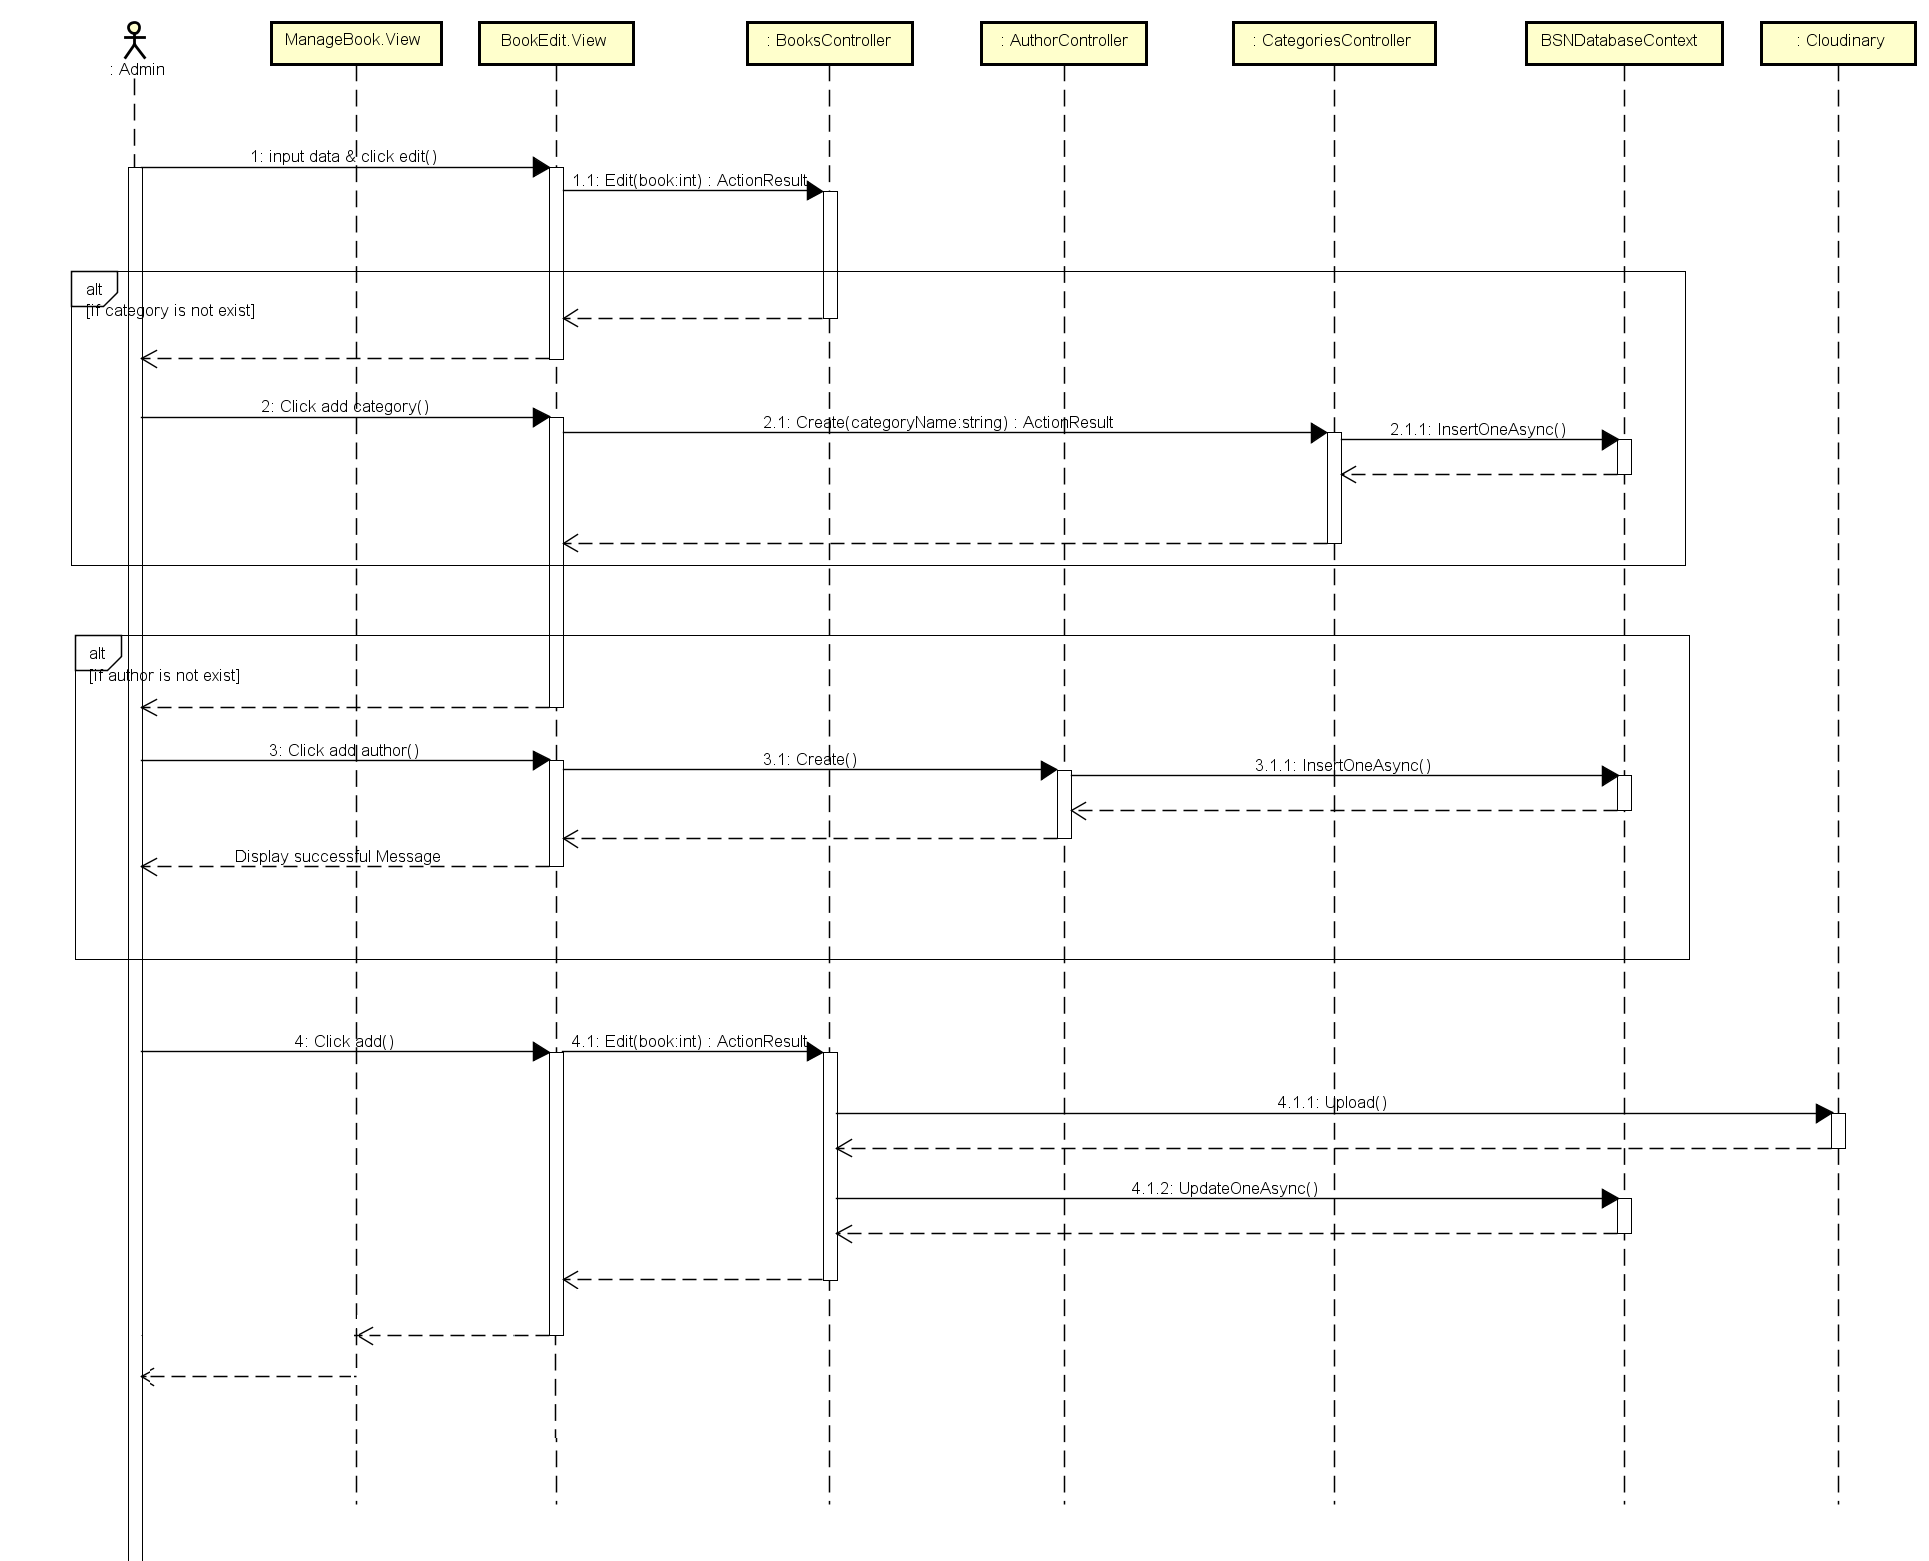 : Admin
ManageBook.View
BookEdit.View
: BooksController
: AuthorController
: CategoriesController
BSNDatabaseContext
: Cloudinary
1: input data & click edit()
1.1: Edit(book:int) : ActionResult
alt
[if category is not exist]
2: Click add category()
2.1: Create(categoryName:string) : ActionResult
2.1.1: InsertOneAsync()
alt
[if author is not exist]
3: Click add author()
3.1: Create()
3.1.1: InsertOneAsync()
Display successful Message
4: Click add()
4.1: Edit(book:int) : ActionResult
4.1.1: Upload()
4.1.2: UpdateOneAsync()